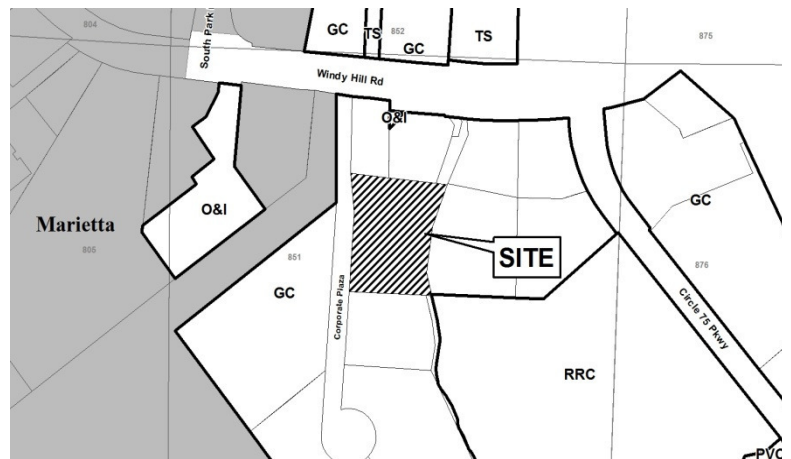 804
South Park
GC
TS
852
GC
TS
875
Windy Hill Rd
O&I
GC
O&I
Marietta
805
851
GC
SITE
876
Corporate Plaza
Circle 75 Pkwy
RRC
PVC